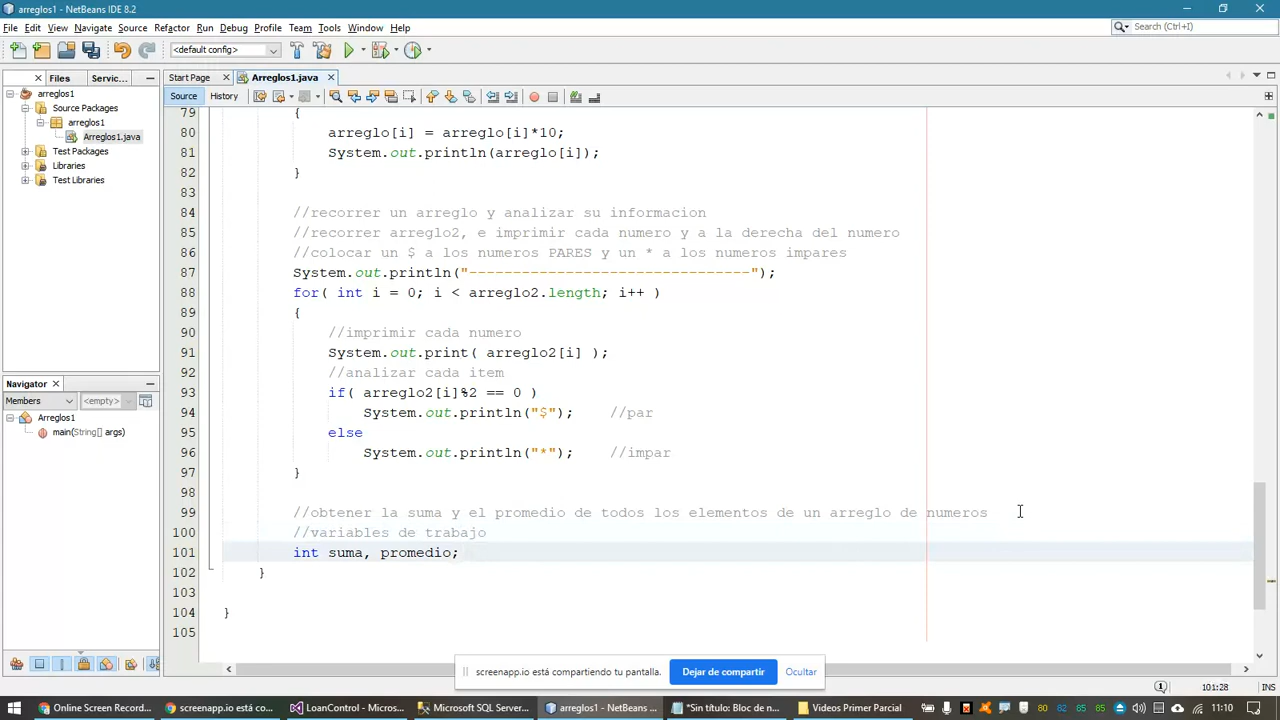 arreglos1 - NetBeans IDE 8.2
File Edit View Navigate Source Refactor Run Debug Profile Team Tools Window Help
Search (Ctrl+I)
<default config>
Files Servic...
Start Page Arreglos1.java
Source History
arreglos1
Source Packages
arreglos1
Arreglos1.java
Test Packages
Libraries
Test Libraries
Navigator
Members <empty>
Arreglos1
main(String[] args)
79 {
80 arreglo[i] = arreglo[i]*10;
81 System.out.println(arreglo[i]);
82 }
83
84 //recorrer un arreglo y analizar su informacion
85 //recorrer arreglo2, e imprimir cada numero y a la derecha del numero
86 //colocar un $ a los numeros PARES y un * a los numeros impares
87 System.out.println("--------------------------------");
88 for( int i = 0; i < arreglo2.length; i++ )
89 {
90 //imprimir cada numero
91 System.out.print( arreglo2[i] );
92 //analizar cada item
93 if( arreglo2[i]%2 == 0 )
94 System.out.println("$"); //par
95 else
96 System.out.println("*"); //impar
97 }
98
99 //obtener la suma y el promedio de todos los elementos de un arreglo de numeros
100 //variables de trabajo
101 int suma, promedio;
102 }
103
104 }
105
screenapp.io está compartiendo tu pantalla. Dejar de compartir Ocultar
101:28 INS
Online Screen Record... screenapp.io está co... LoanControl - Micros... Microsoft SQL Server... arreglos1 - NetBeans ... *Sin título: Bloc de n... Videos Primer Parcial 80 82 85 85 11:10